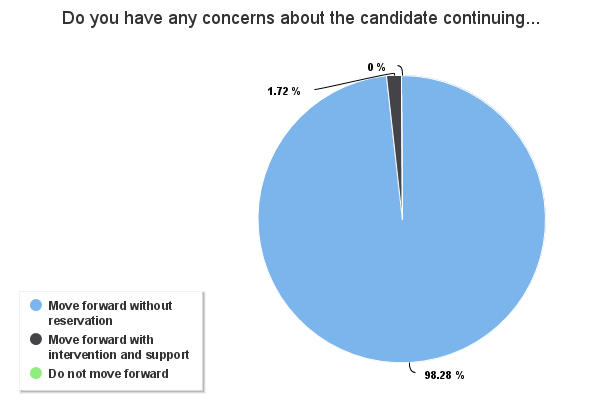 Do you have any concerns about the candidate continuing...
0 %
1.72 %
98.28 %
Move forward without
reservation
Move forward with
intervention and support
Do not move forward